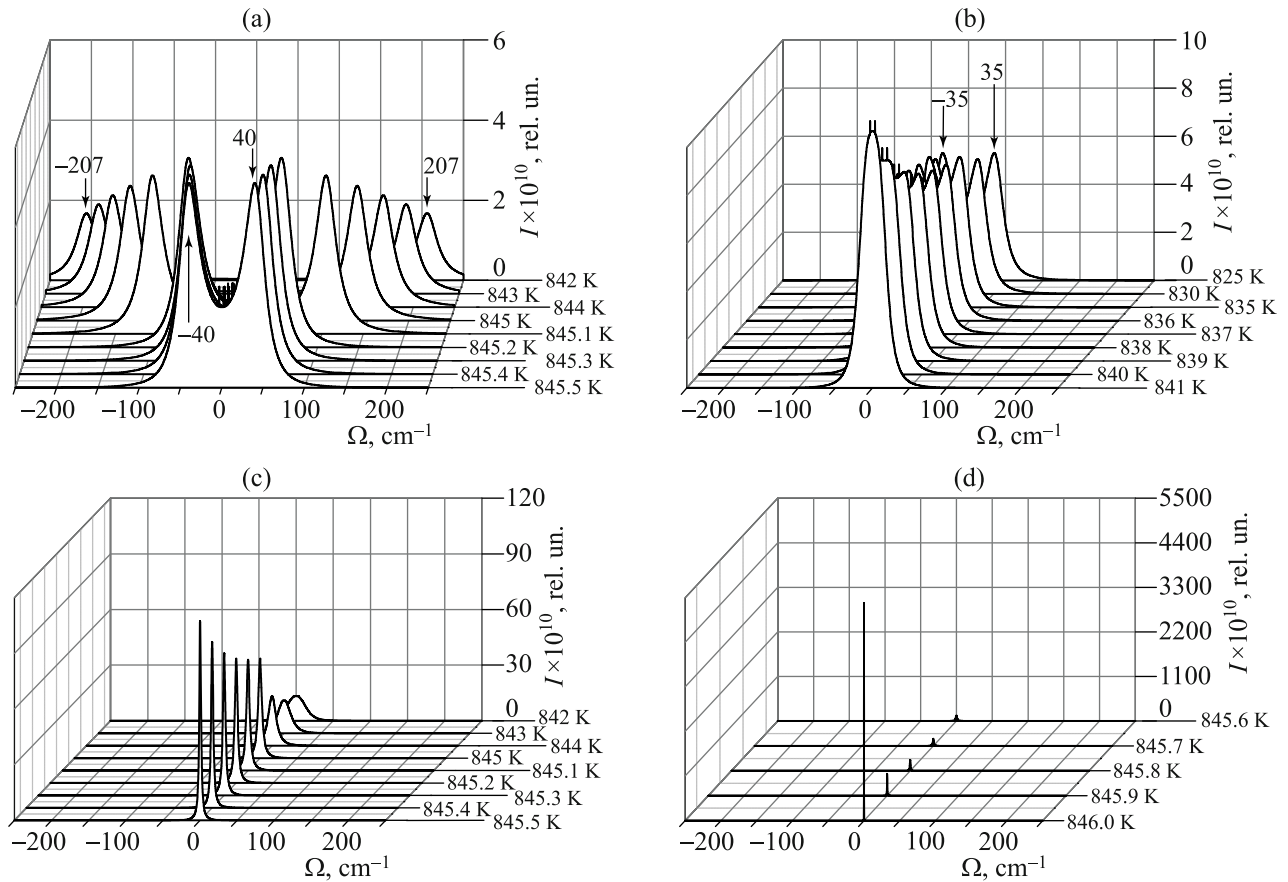 (a)
6
4
2
0
I×10¹⁰, rel. un.
−207
40
207
−40
842 K
843 K
844 K
845 K
845.1 K
845.2 K
845.3 K
845.4 K
845.5 K
−200 −100 0 100 200
Ω, cm⁻¹
(b)
10
8
6
4
2
0
I×10¹⁰, rel. un.
35
−35
825 K
830 K
835 K
836 K
837 K
838 K
839 K
840 K
841 K
−200 −100 0 100 200
Ω, cm⁻¹
(c)
120
90
60
30
0
I×10¹⁰, rel. un.
842 K
843 K
844 K
845 K
845.1 K
845.2 K
845.3 K
845.4 K
845.5 K
−200 −100 0 100 200
Ω, cm⁻¹
(d)
5500
4400
3300
2200
1100
0
I×10¹⁰, rel. un.
845.6 K
845.7 K
845.8 K
845.9 K
846.0 K
−200 −100 0 100 200
Ω, cm⁻¹